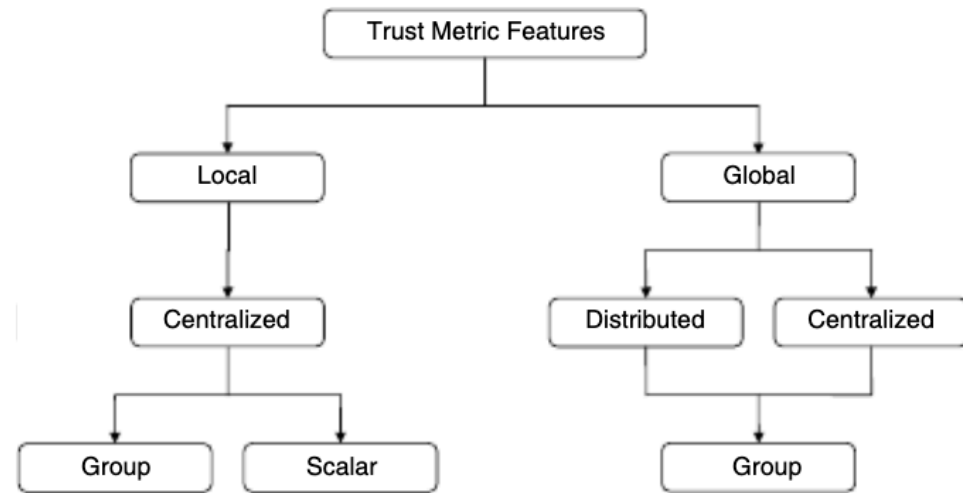 Trust Metric Features
Local
Global
Centralized
Distributed
Centralized
Group
Scalar
Group